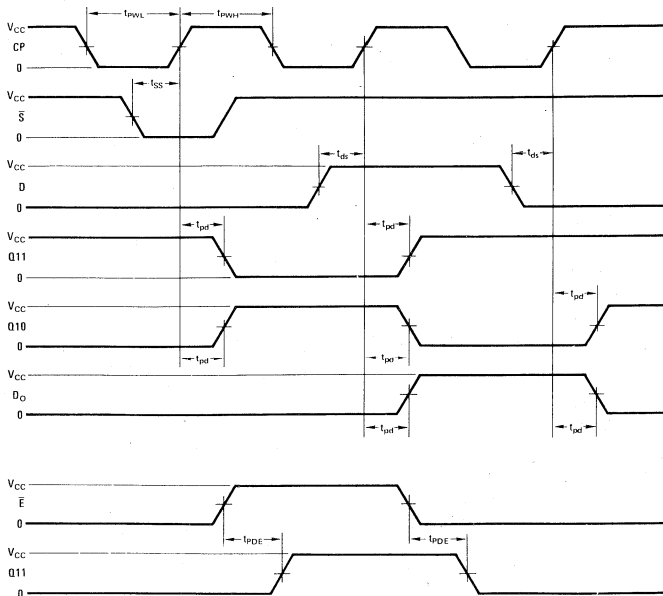 tPWL tPWH
VCC
CP
0
tSS
VCC
S̅
0
tds tds
VCC
D
0
tpd tpd
VCC
Q11
0
tpd
VCC
Q10
0
tpd tpd
VCC
DO
0
tpd tpd
VCC
E̅
0
tPDE tPDE
VCC
Q11
0